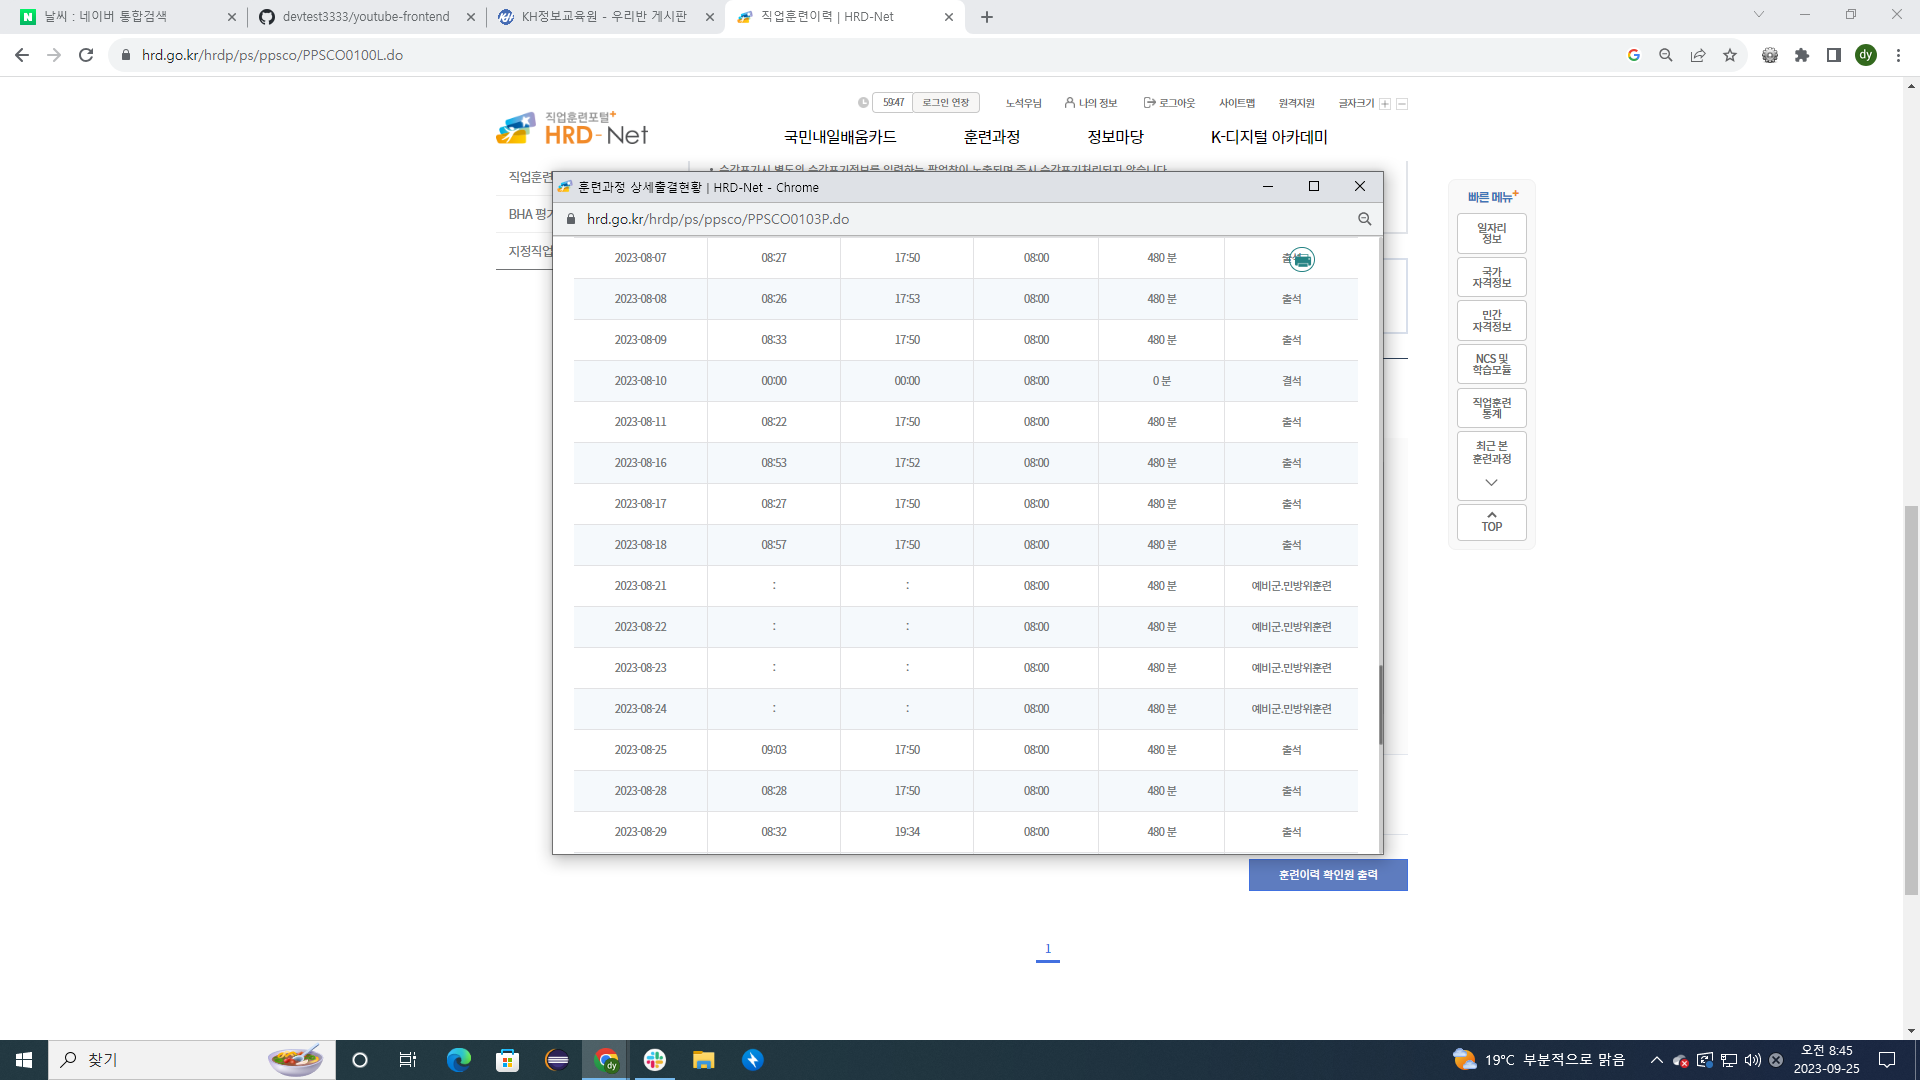 날씨 : 네이버 통합검색
devtest3333/youtube-frontend
KH정보교육원 - 우리반 게시판
직업훈련이력 | HRD-Net
hrd.go.kr/hrdp/ps/ppsco/PPSCO0100L.do
dy
59:47 로그인 연장 노석우님 나의 정보 로그아웃 사이트맵 원격지원 글자크기
직업훈련포털
HRD-Net
국민내일배움카드 훈련과정 정보마당 K-디지털 아카데미
직업훈련
BHA 평가
지정직업
훈련과정 상세출결현황 | HRD-Net - Chrome
hrd.go.kr/hrdp/ps/ppsco/PPSCO0103P.do
2023-08-07 08:27 17:50 08:00 480 분 출석
2023-08-08 08:26 17:53 08:00 480 분 출석
2023-08-09 08:33 17:50 08:00 480 분 출석
2023-08-10 00:00 00:00 08:00 0 분 결석
2023-08-11 08:22 17:50 08:00 480 분 출석
2023-08-16 08:53 17:52 08:00 480 분 출석
2023-08-17 08:27 17:50 08:00 480 분 출석
2023-08-18 08:57 17:50 08:00 480 분 출석
2023-08-21 : : 08:00 480 분 예비군,민방위훈련
2023-08-22 : : 08:00 480 분 예비군,민방위훈련
2023-08-23 : : 08:00 480 분 예비군,민방위훈련
2023-08-24 : : 08:00 480 분 예비군,민방위훈련
2023-08-25 09:03 17:50 08:00 480 분 출석
2023-08-28 08:28 17:50 08:00 480 분 출석
2023-08-29 08:32 19:34 08:00 480 분 출석
빠른 메뉴
일자리
정보
국가
자격정보
민간
자격정보
NCS 및
학습모듈
직업훈련
통계
최근 본
훈련과정
TOP
훈련이력 확인원 출력
1
찾기
dy
19°C 부분적으로 맑음
오전 8:45
2023-09-25